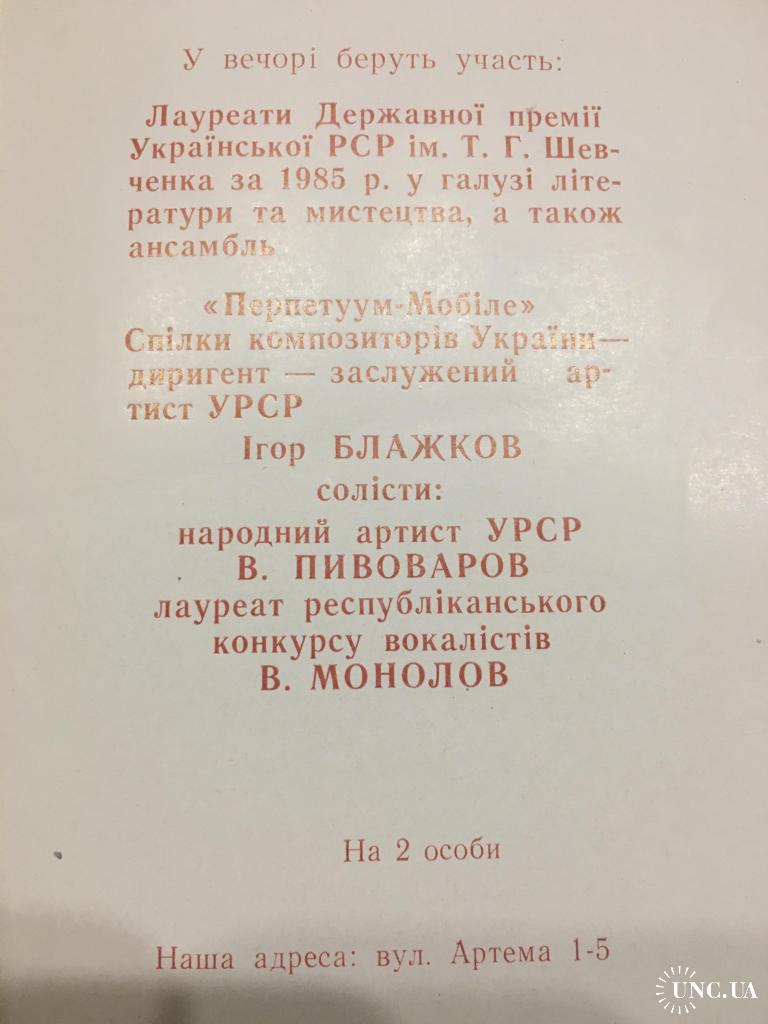 У вечорі беруть участь:
Лауреати Державної премії
Української РСР ім. Т. Г. Шев-
ченка за 1985 р. у галузі літе-
ратури та мистецтва, а також
ансамбль
«Перпетуум-Мобіле»
Спілки композиторів України—
диригент — заслужений ар-
тист УРСР
Ігор БЛАЖКОВ
солісти:
народний артист УРСР
В. ПИВОВАРОВ
лауреат республіканського
конкурсу вокалістів
В. МОНОЛОВ
На 2 особи
Наша адреса: вул. Артема 1-5
UNC.UA